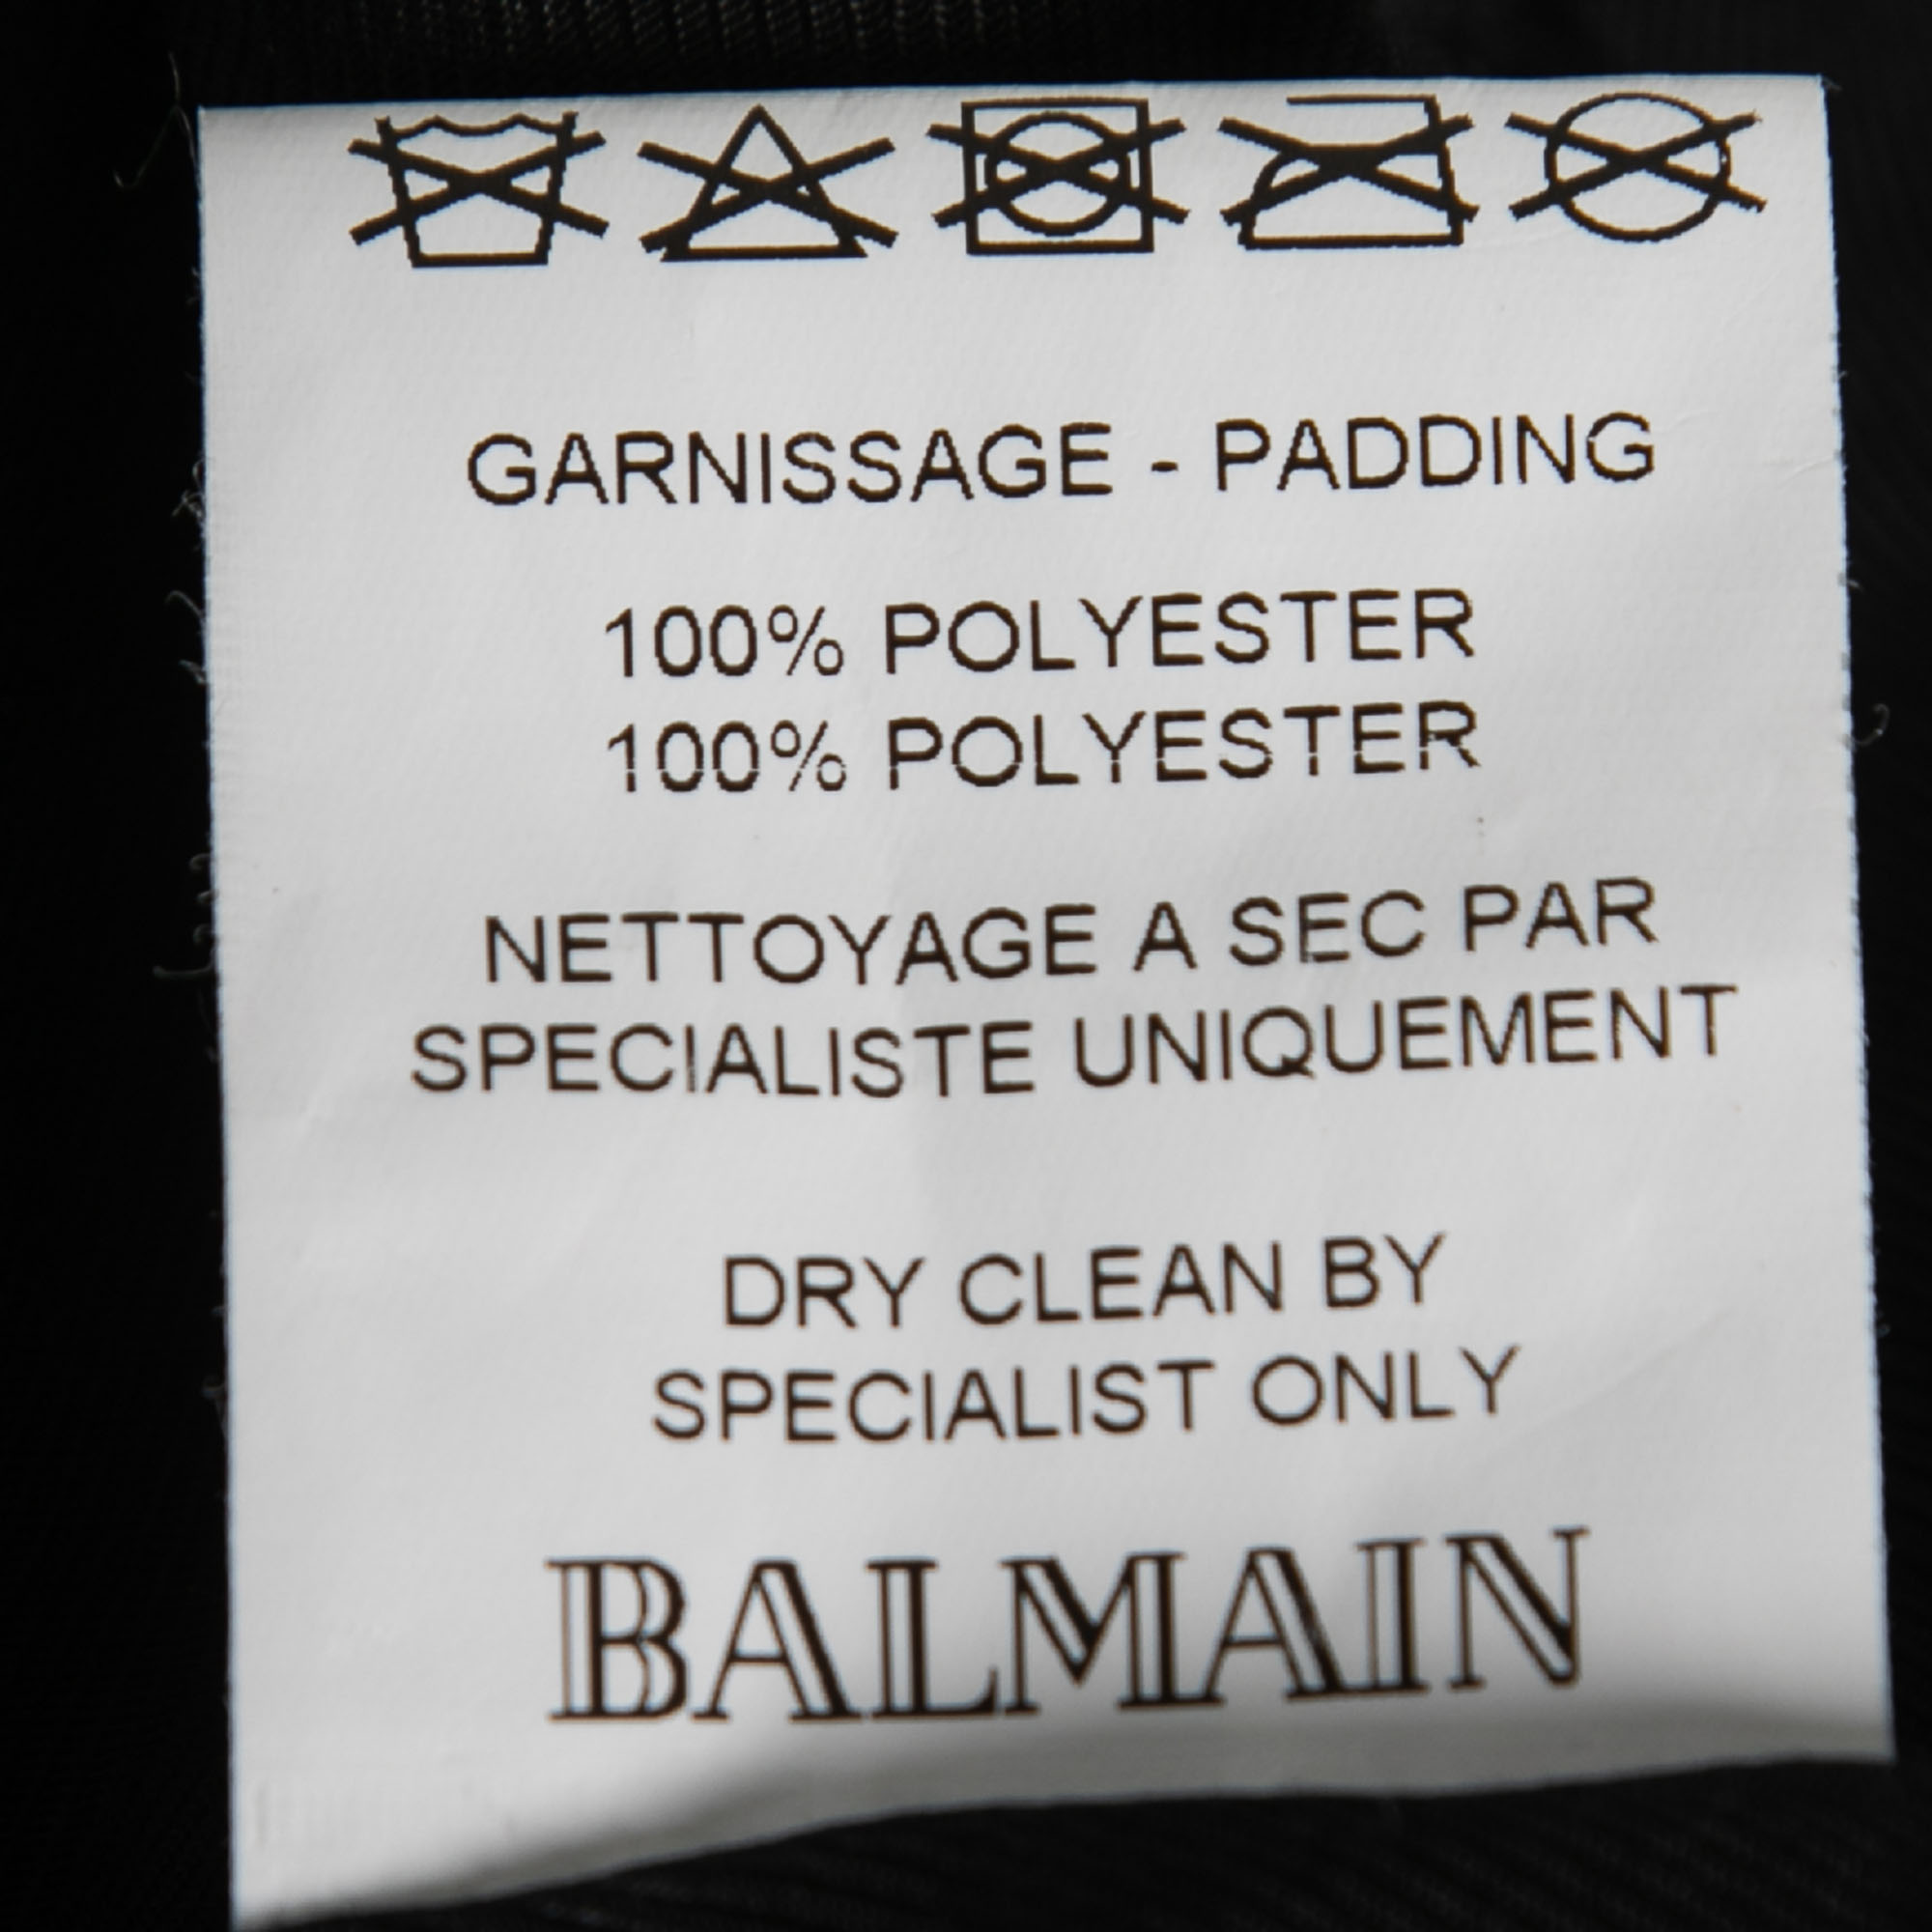 GARNISSAGE - PADDING
100% POLYESTER
100% POLYESTER
NETTOYAGE A SEC PAR
SPECIALISTE UNIQUEMENT
DRY CLEAN BY
SPECIALIST ONLY
BALMAIN